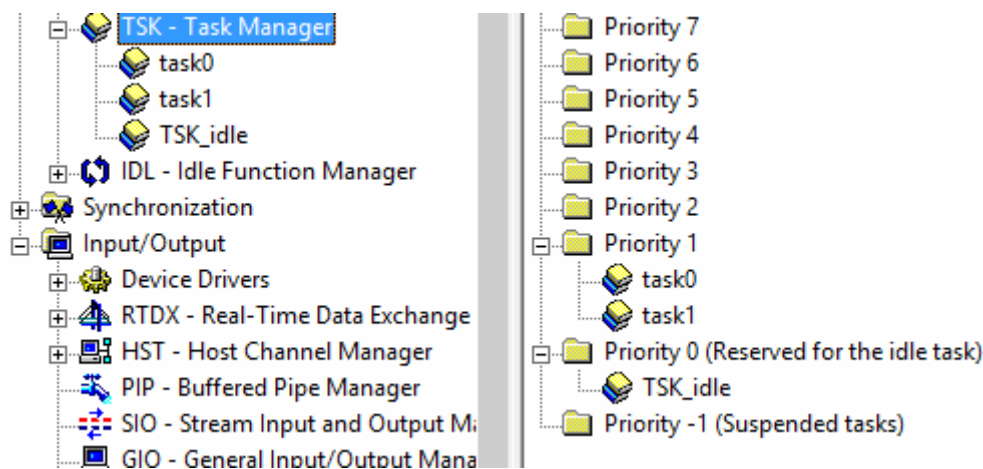 TSK - Task Manager
task0
task1
TSK_idle
IDL - Idle Function Manager
Synchronization
Input/Output
Device Drivers
RTDX - Real-Time Data Exchange
HST - Host Channel Manager
PIP - Buffered Pipe Manager
SIO - Stream Input and Output Ma
GIO - General Input/Output Mana
Priority 7
Priority 6
Priority 5
Priority 4
Priority 3
Priority 2
Priority 1
task0
task1
Priority 0 (Reserved for the idle task)
TSK_idle
Priority -1 (Suspended tasks)